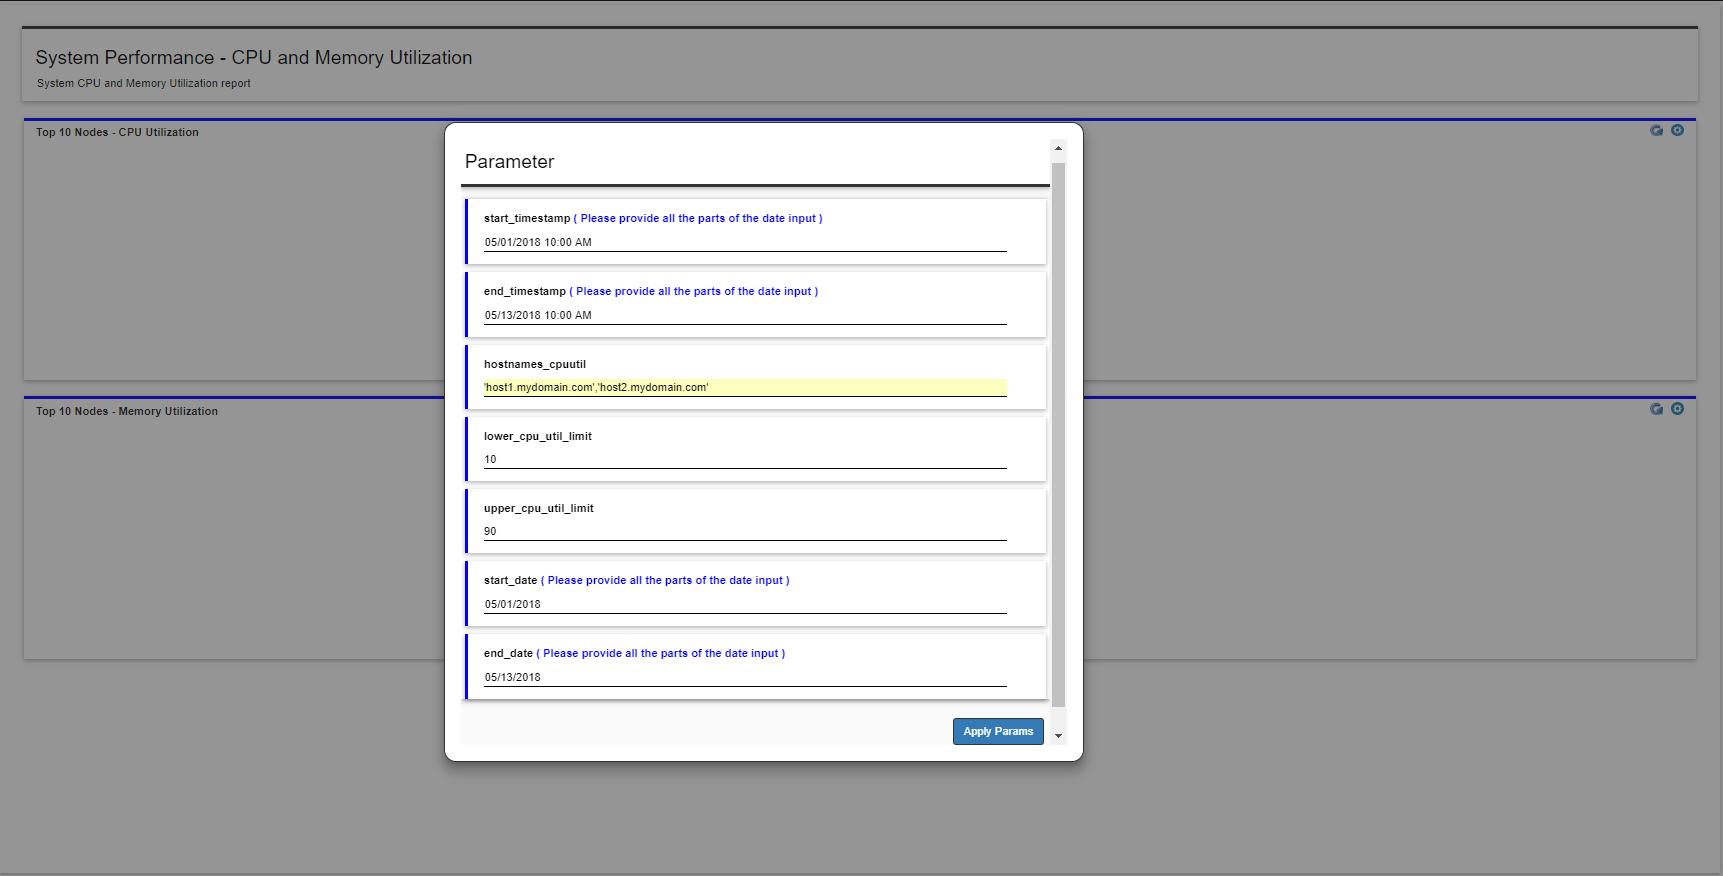 System Performance - CPU and Memory Utilization
System CPU and Memory Utilization report
Top 10 Nodes - CPU Utilization
Parameter
start_timestamp ( Please provide all the parts of the date input )
05/01/2018 10:00 AM
end_timestamp ( Please provide all the parts of the date input )
05/13/2018 10:00 AM
hostnames_cpuutil
'host1.mydomain.com','host2.mydomain.com'
Top 10 Nodes - Memory Utilization
lower_cpu_util_limit
10
upper_cpu_util_limit
90
start_date ( Please provide all the parts of the date input )
05/01/2018
end_date ( Please provide all the parts of the date input )
05/13/2018
Apply Params